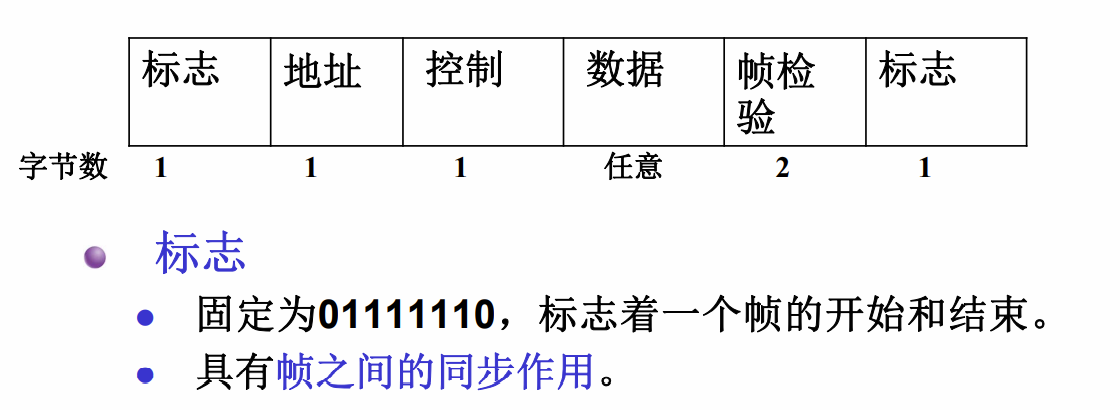 标志 地址 控制 数据 帧检验 标志
字节数 1 1 1 任意 2 1
标志
固定为01111110，标志着一个帧的开始和结束。
具有帧之间的同步作用。